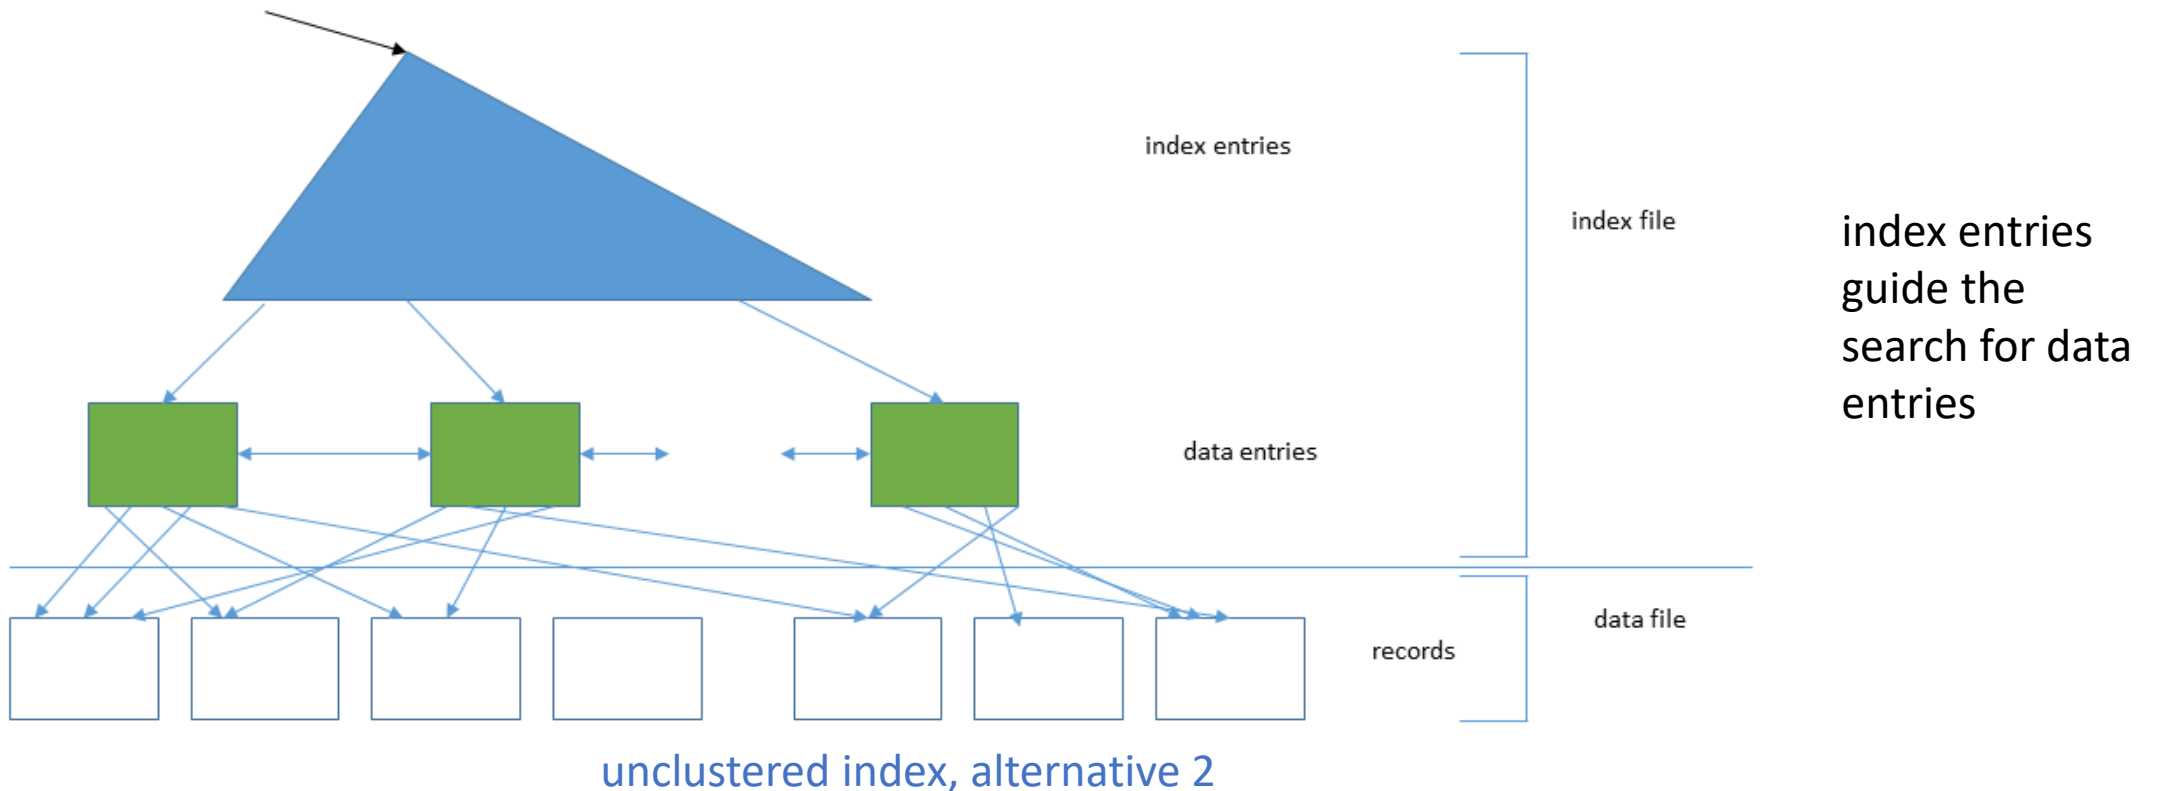 index entries
index file
index entries
guide the
search for data
entries
data entries
data file
records
unclustered index, alternative 2